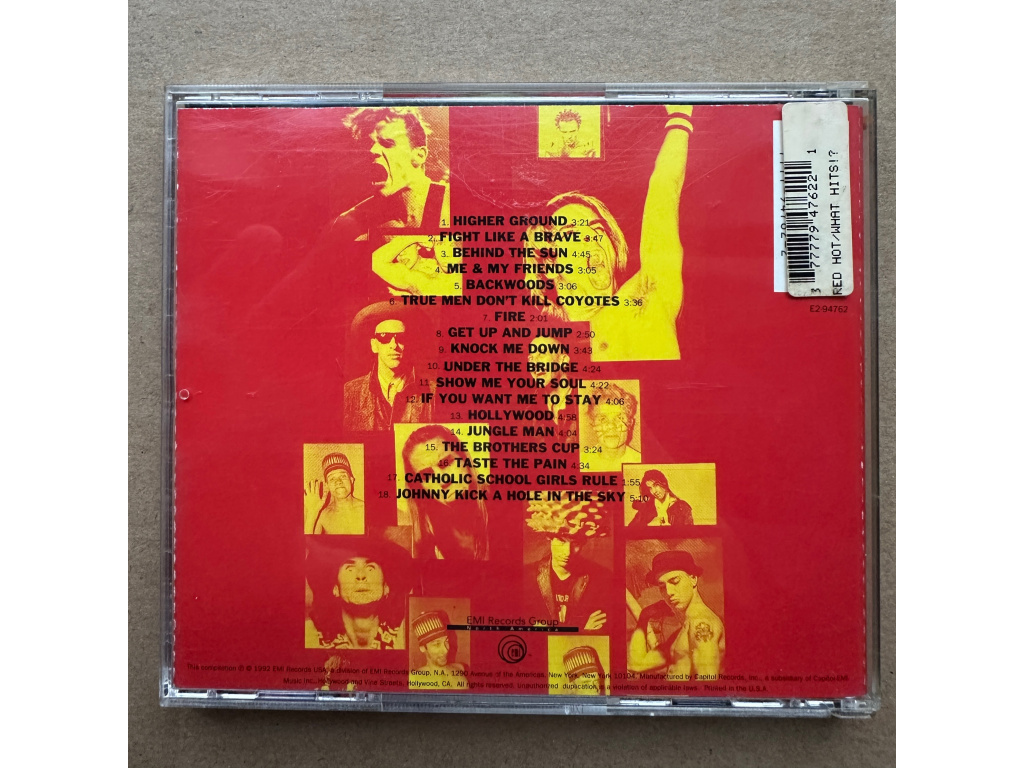 1. HIGHER GROUND 3:21
2. FIGHT LIKE A BRAVE 3:47
3. BEHIND THE SUN 4:45
4. ME & MY FRIENDS 3:05
5. BACKWOODS 3:06
6. TRUE MEN DON'T KILL COYOTES 3:36
7. FIRE 2:01
8. GET UP AND JUMP 2:50
9. KNOCK ME DOWN 3:43
10. UNDER THE BRIDGE 4:24
11. SHOW ME YOUR SOUL 4:22
12. IF YOU WANT ME TO STAY 4:06
13. HOLLYWOOD 4:58
14. JUNGLE MAN 4:04
15. THE BROTHERS CUP 3:24
16. TASTE THE PAIN 4:34
17. CATHOLIC SCHOOL GIRLS RULE 1:55
18. JOHNNY KICK A HOLE IN THE SKY 5:10
3 77779 47622 1
RED HOT/WHAT HITS!?
E2-94762
EMI Records Group
North America
EMI
This compilation ℗ © 1992 EMI Records USA, a division of EMI Records Group, N.A., 1290 Avenue of the Americas, New York, New York 10104. Manufactured by Capitol Records, Inc., a subsidiary of Capitol-EMI
Music Inc., Hollywood and Vine Streets, Hollywood, CA. All rights reserved. Unauthorized duplication is a violation of applicable laws. Printed in the U.S.A.